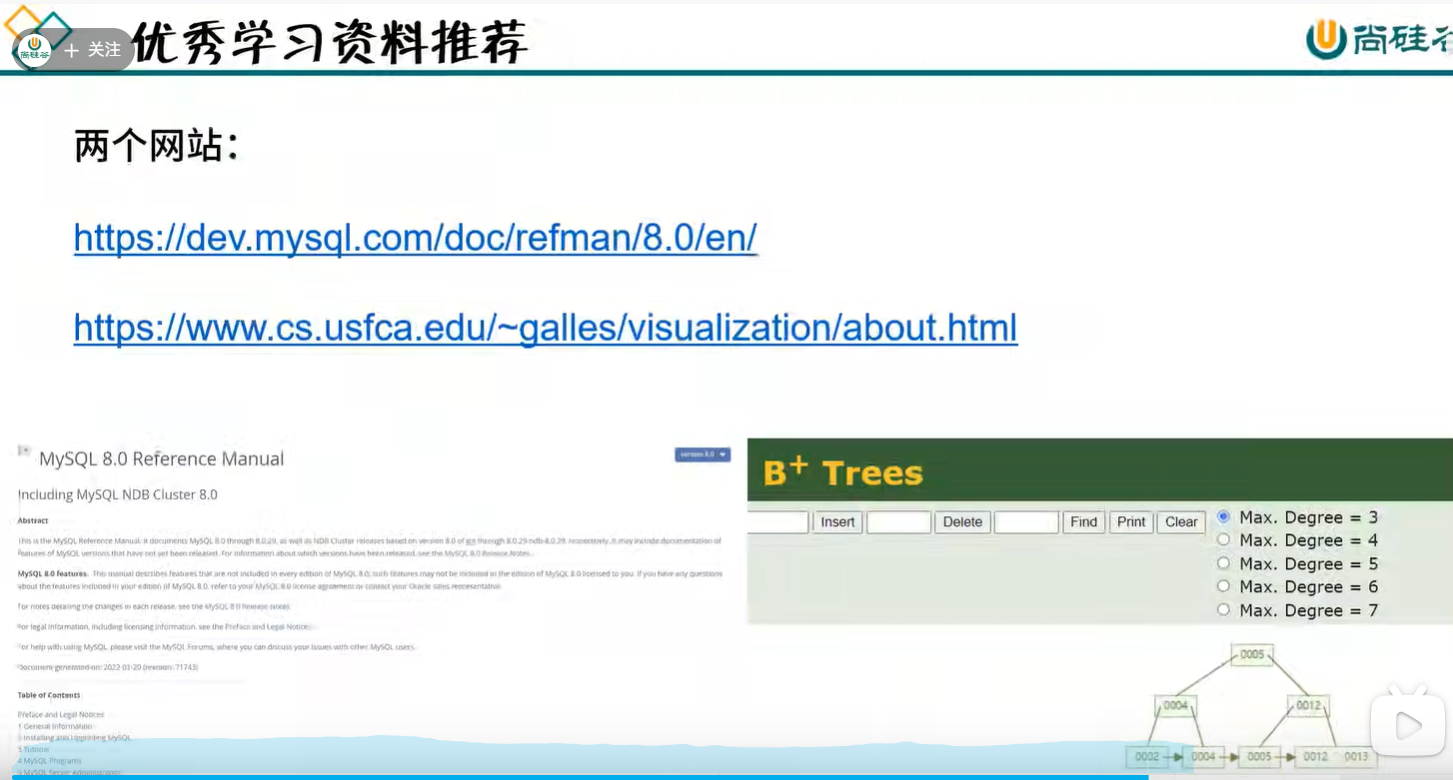 优秀学习资料推荐
+ 关注
尚硅谷
尚硅谷
两个网站：
https://dev.mysql.com/doc/refman/8.0/en/
https://www.cs.usfca.edu/~galles/visualization/about.html
MySQL 8.0 Reference Manual
version 8.0
Including MySQL NDB Cluster 8.0
Abstract
This is the MySQL Reference Manual. It documents MySQL 8.0 through 8.0.29, as well as NDB Cluster releases based on version 8.0 of through 8.0.29-ndb-8.0.29, respectively. It may include documentation of
features of MySQL versions that have not yet been released. For information about which versions have been released, see the MySQL 8.0 Release Notes.
MySQL 8.0 features. This manual describes features that are not included in every edition of MySQL 8.0; such features may not be included in the edition of MySQL 8.0 licensed to you. If you have any questions
about the features included in your edition of MySQL 8.0, refer to your MySQL 8.0 license agreement or contact your Oracle sales representative.
For notes detailing the changes in each release, see the MySQL 8.0 Release Notes.
For legal information, including licensing information, see the Preface and Legal Notices.
For help with using MySQL, please visit the MySQL Forums, where you can discuss your issues with other MySQL users.
Document generated on: 2022-01-20 (revision: 71743)
Table of Contents
Preface and Legal Notices
1 General Information
2 Installing and Upgrading MySQL
3 Tutorial
4 MySQL Programs
5 MySQL Server Administration
B+ Trees
Insert Delete Find Print Clear
Max. Degree = 3
Max. Degree = 4
Max. Degree = 5
Max. Degree = 6
Max. Degree = 7
0005
0004 0012
0002 0004 0005 0012 0013